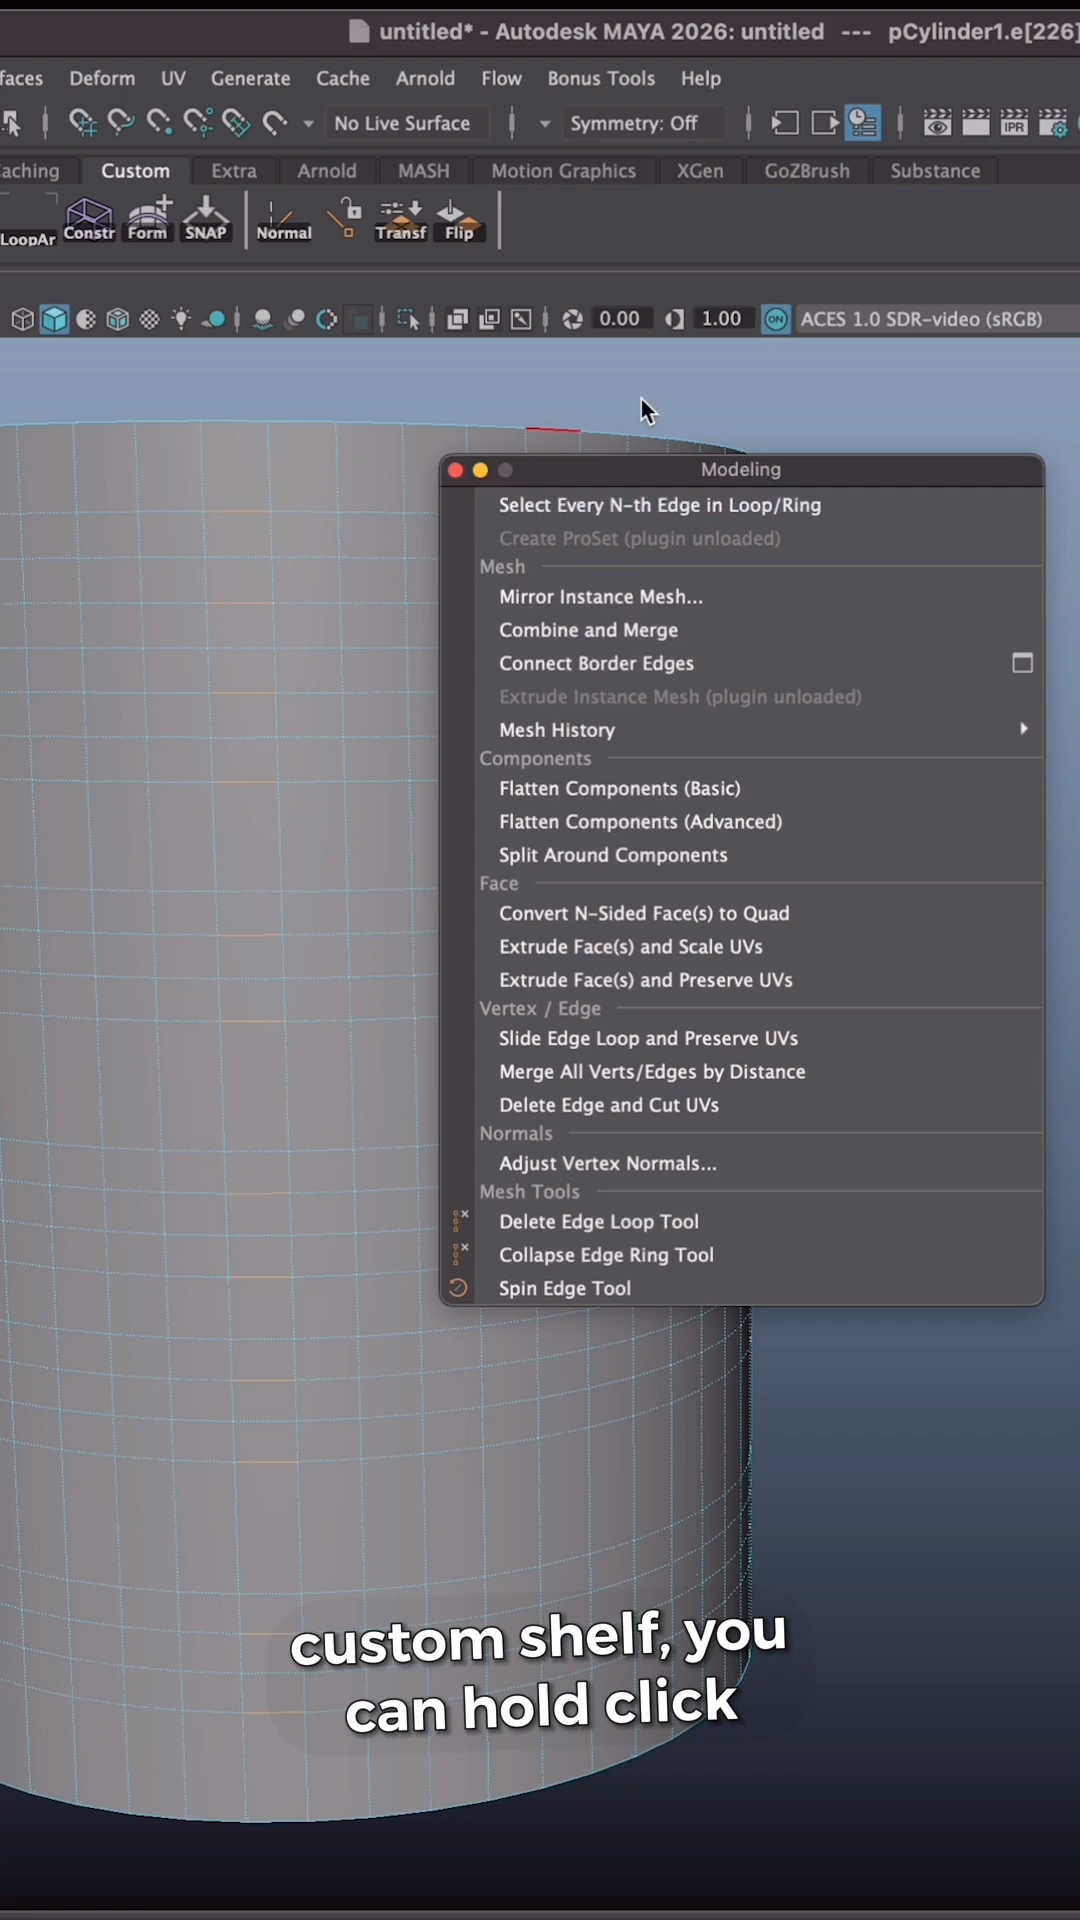 untitled* - Autodesk MAYA 2026: untitled --- pCylinder1.e[226]
faces Deform UV Generate Cache Arnold Flow Bonus Tools Help
No Live Surface Symmetry: Off IPR
aching Custom Extra Arnold MASH Motion Graphics XGen GoZBrush Substance
LoopAr Constr Form SNAP Normal Transf Flip
0.00 1.00 ON ACES 1.0 SDR-video (sRGB)
Modeling
Select Every N-th Edge in Loop/Ring
Create ProSet (plugin unloaded)
Mesh
Mirror Instance Mesh...
Combine and Merge
Connect Border Edges
Extrude Instance Mesh (plugin unloaded)
Mesh History
Components
Flatten Components (Basic)
Flatten Components (Advanced)
Split Around Components
Face
Convert N-Sided Face(s) to Quad
Extrude Face(s) and Scale UVs
Extrude Face(s) and Preserve UVs
Vertex / Edge
Slide Edge Loop and Preserve UVs
Merge All Verts/Edges by Distance
Delete Edge and Cut UVs
Normals
Adjust Vertex Normals...
Mesh Tools
Delete Edge Loop Tool
Collapse Edge Ring Tool
Spin Edge Tool
custom shelf, you
can hold click